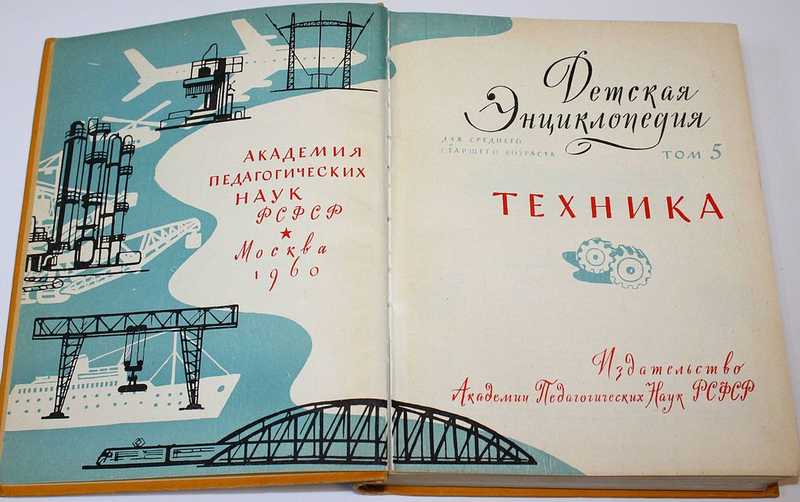 АКАДЕМИЯ
ПЕДАГОГИЧЕСКИХ
НАУК
РСФСР
Москва
1960
Детская
Энциклопедия
ДЛЯ СРЕДНЕГО
И СТАРШЕГО ВОЗРАСТА
ТОМ 5
ТЕХНИКА
Издательство
Академии Педагогических Наук РСФСР